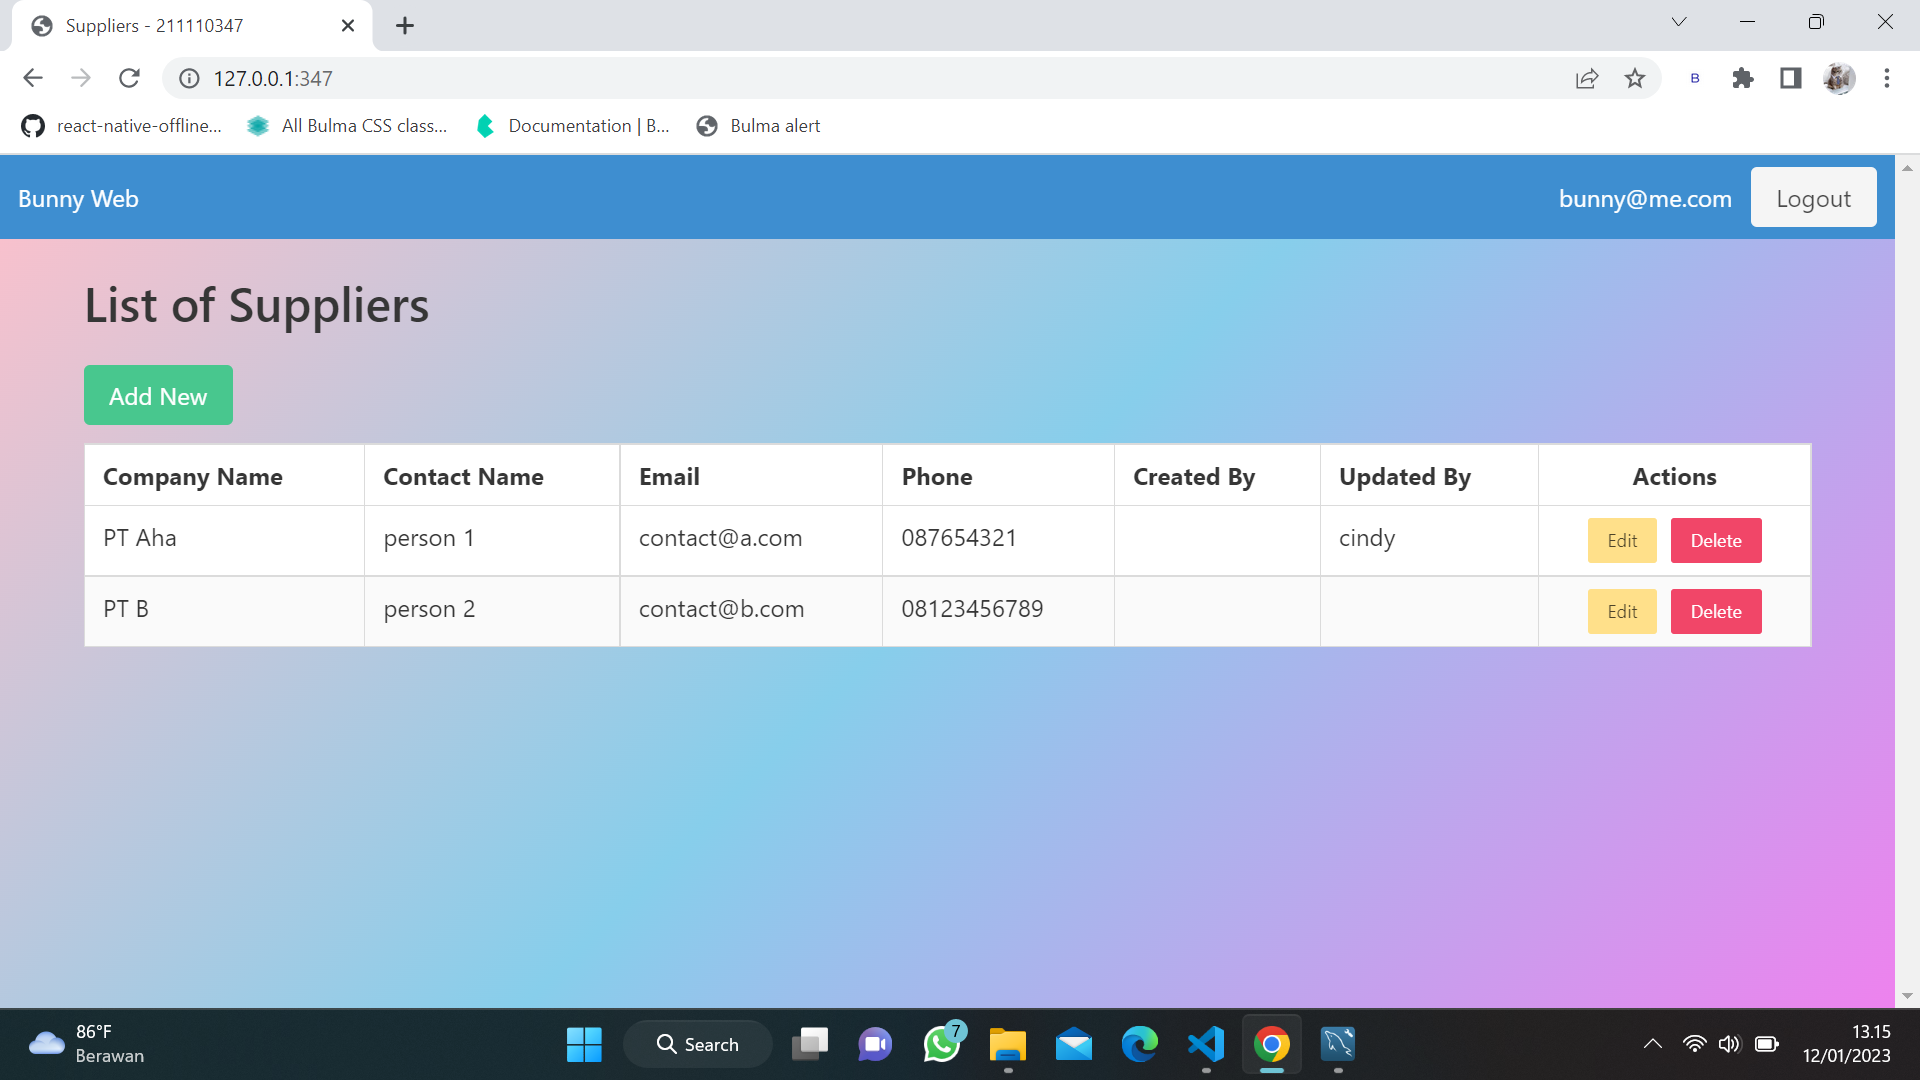 Suppliers - 211110347
127.0.0.1:347
B
react-native-offline...
All Bulma CSS class...
Documentation | B...
Bulma alert
Bunny Web
bunny@me.com
Logout
List of Suppliers
Add New
Company Name Contact Name Email Phone Created By Updated By Actions
PT Aha person 1 contact@a.com 087654321 cindy Edit Delete
PT B person 2 contact@b.com 08123456789 Edit Delete
86°F
Berawan
Search
7
13.15
12/01/2023